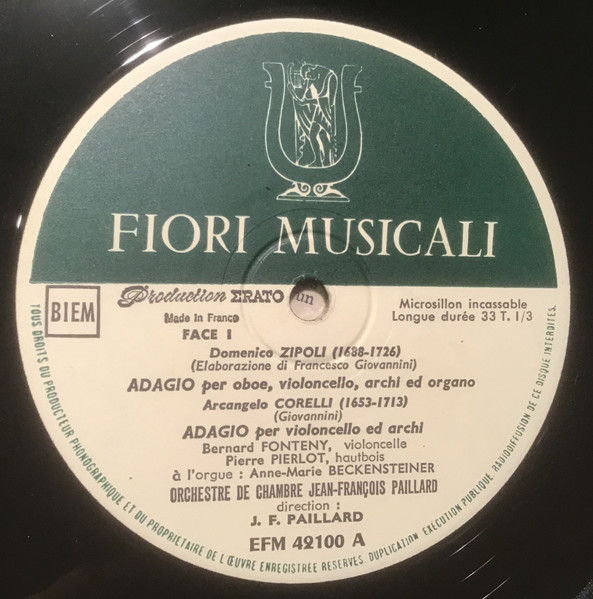 FIORI MUSICALI
BIEM
Production ERATO
un
Made in France
FACE 1
Microsillon incassable
Longue durée 33 T. 1/3
Domenico ZIPOLI (1688-1726)
(Elaborazione di Francesco Giovannini)
ADAGIO per oboe, violoncello, archi ed organo
Arcangelo CORELLI (1653-1713)
(Giovannini)
ADAGIO per violoncello ed archi
Bernard FONTENY, violoncelle
Pierre PIERLOT, hautbois
à l'orgue : Anne-Marie BECKENSTEINER
ORCHESTRE DE CHAMBRE JEAN-FRANÇOIS PAILLARD
direction :
J. F. PAILLARD
EFM 42100 A
TOUS DROITS DU PRODUCTEUR PHONOGRAPHIQUE ET DU PROPRIETAIRE DE L'ŒUVRE ENREGISTREE RESERVES. DUPLICATION, EXECUTION PUBLIQUE, RADIODIFFUSION DE CE DISQUE INTERDITES.